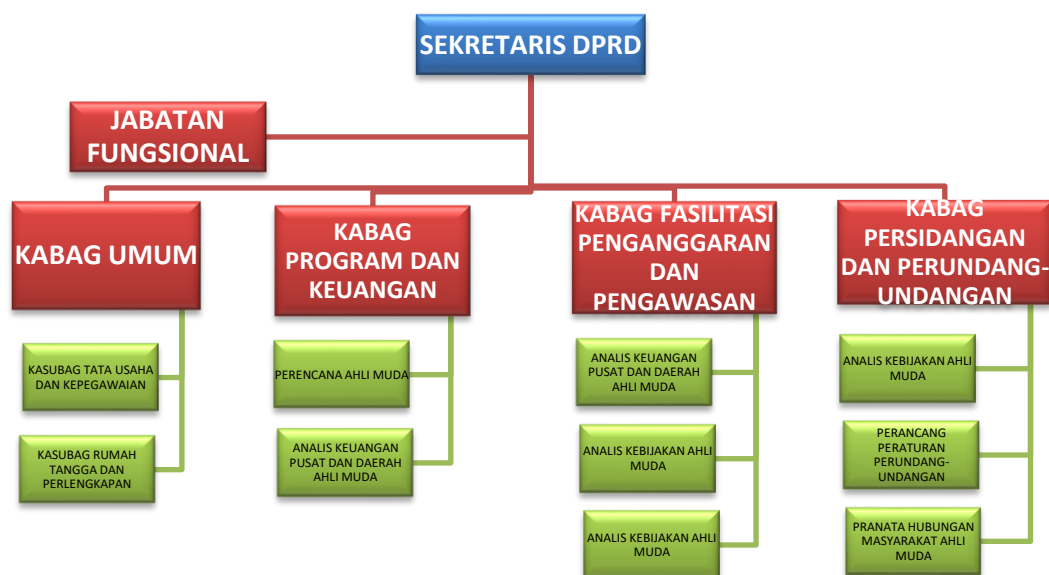 SEKRETARIS DPRD
JABATAN
FUNGSIONAL
KABAG UMUM
KABAG
PROGRAM DAN
KEUANGAN
KABAG FASILITASI
PENGANGGARAN
DAN
PENGAWASAN
KABAG
PERSIDANGAN
DAN PERUNDANG-
UNDANGAN
KASUBAG TATA USAHA
DAN KEPEGAWAIAN
KASUBAG RUMAH
TANGGA DAN
PERLENGKAPAN
PERENCANA AHLI MUDA
ANALIS KEUANGAN
PUSAT DAN DAERAH
AHLI MUDA
ANALIS KEUANGAN
PUSAT DAN DAERAH
AHLI MUDA
ANALIS KEBIJAKAN AHLI
MUDA
ANALIS KEBIJAKAN AHLI
MUDA
ANALIS KEBIJAKAN AHLI
MUDA
PERANCANG
PERATURAN
PERUNDANG-
UNDANGAN
PRANATA HUBUNGAN
MASYARAKAT AHLI
MUDA